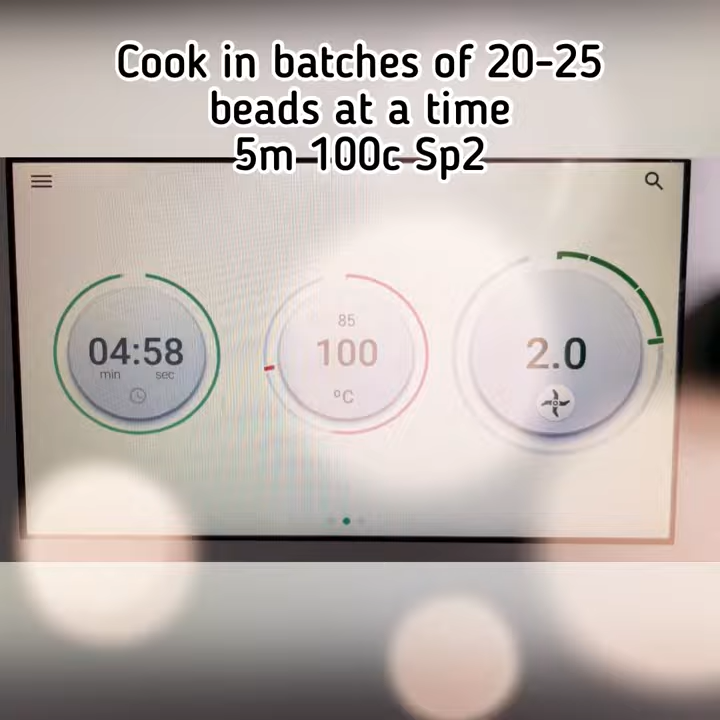 Cook in batches of 20-25
beads at a time
5m 100c Sp2
04:58
min sec
85
100
°C
2.0